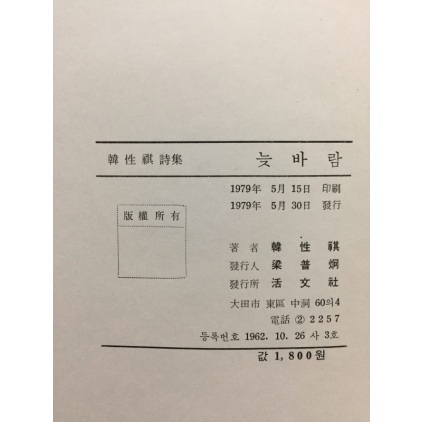 韓性祺詩集 늦바람
1979年 5月 15日 印刷
1979年 5月 30日 發行
版權所有
著者 韓性祺
發行人 梁普炯
發行所 活文社
大田市 東區 中洞 60의4
電話 ② 2257
등록번호 1962. 10. 26 사 3호
값 1,800원